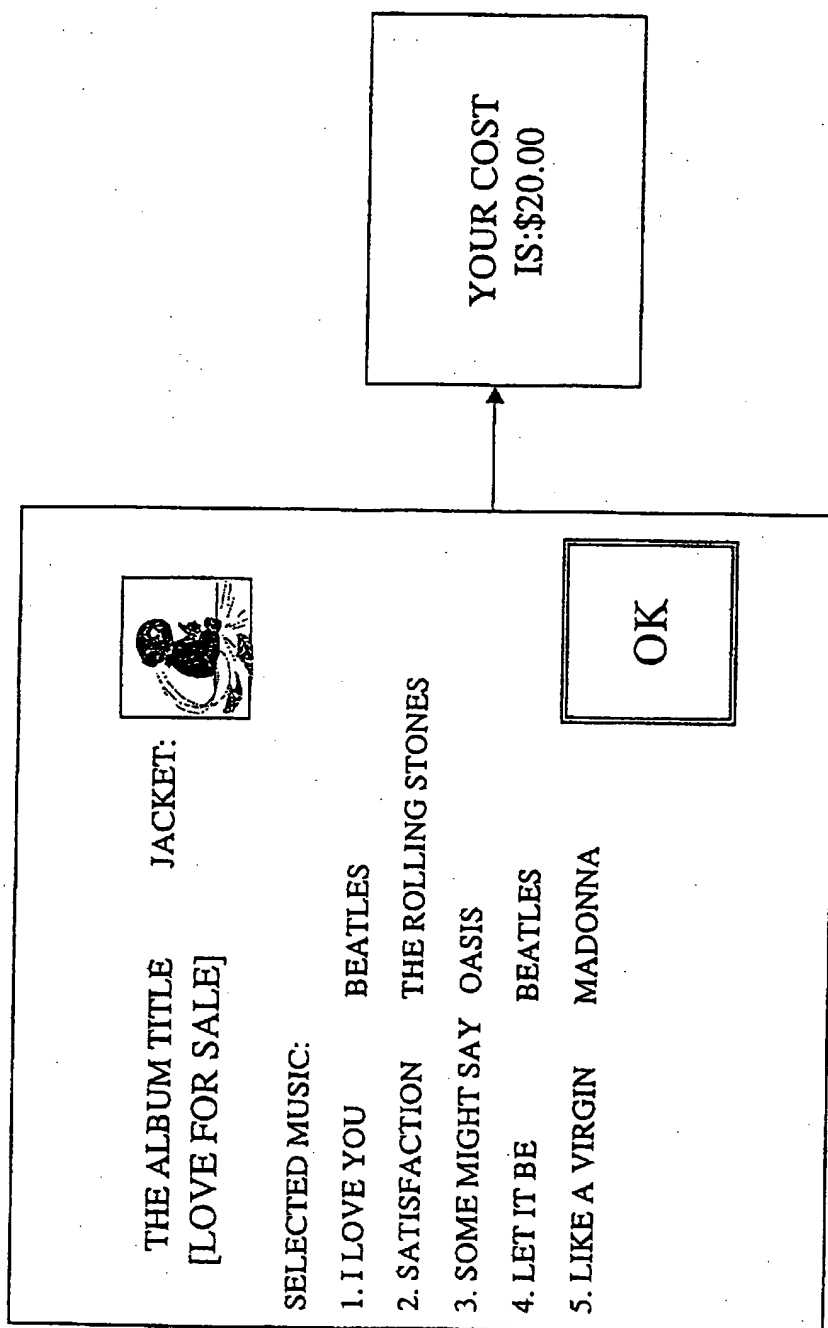 THE ALBUM TITLE JACKET:
[LOVE FOR SALE]
SELECTED MUSIC:
1. I LOVE YOU BEATLES
2. SATISFACTION THE ROLLING STONES
3. SOME MIGHT SAY OASIS
4. LET IT BE BEATLES
5. LIKE A VIRGIN MADONNA
OK
YOUR COST
IS:$20.00